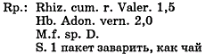 Rp.: Rhiz. cum. r. Valer. 1,5
Hb. Adon. vern. 2,0
M.f. sp. D.
S. 1 пакет заварить, как чай